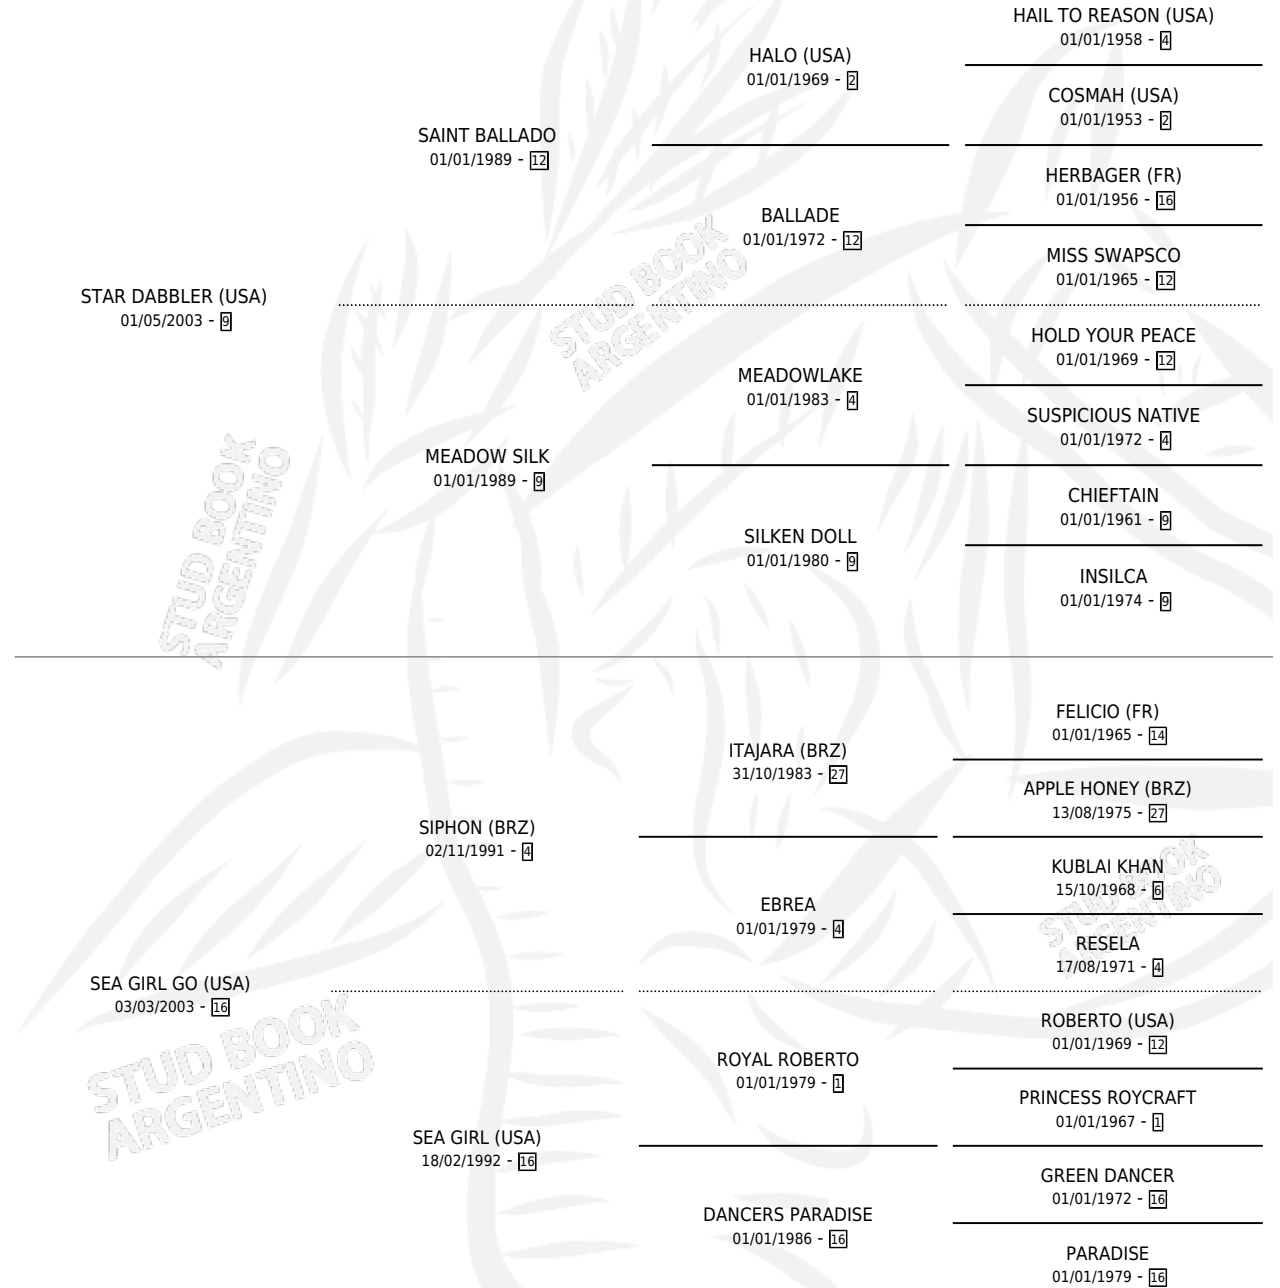 HAIL TO REASON (USA)
01/01/1958 - 4
HALO (USA)
01/01/1969 - 2
COSMAH (USA)
01/01/1953 - 2
SAINT BALLADO
01/01/1989 - 12
HERBAGER (FR)
01/01/1956 - 16
BALLADE
01/01/1972 - 12
MISS SWAPSCO
01/01/1965 - 12
STAR DABBLER (USA)
01/05/2003 - 9
HOLD YOUR PEACE
01/01/1969 - 12
MEADOWLAKE
01/01/1983 - 4
SUSPICIOUS NATIVE
01/01/1972 - 4
MEADOW SILK
01/01/1989 - 9
CHIEFTAIN
01/01/1961 - 9
SILKEN DOLL
01/01/1980 - 9
INSILCA
01/01/1974 - 9
FELICIO (FR)
01/01/1965 - 14
ITAJARA (BRZ)
31/10/1983 - 27
APPLE HONEY (BRZ)
13/08/1975 - 27
SIPHON (BRZ)
02/11/1991 - 4
KUBLAI KHAN
15/10/1968 - 6
EBREA
01/01/1979 - 4
RESELA
17/08/1971 - 4
SEA GIRL GO (USA)
03/03/2003 - 16
ROBERTO (USA)
01/01/1969 - 12
ROYAL ROBERTO
01/01/1979 - 1
PRINCESS ROYCRAFT
01/01/1967 - 1
SEA GIRL (USA)
18/02/1992 - 16
GREEN DANCER
01/01/1972 - 16
DANCERS PARADISE
01/01/1986 - 16
PARADISE
01/01/1979 - 16
STUD BOOK
ARGENTINO
STUD BOOK
ARGENTINO
STUD BOOK
ARGENTINO
STUD BOOK
ARGENTINO